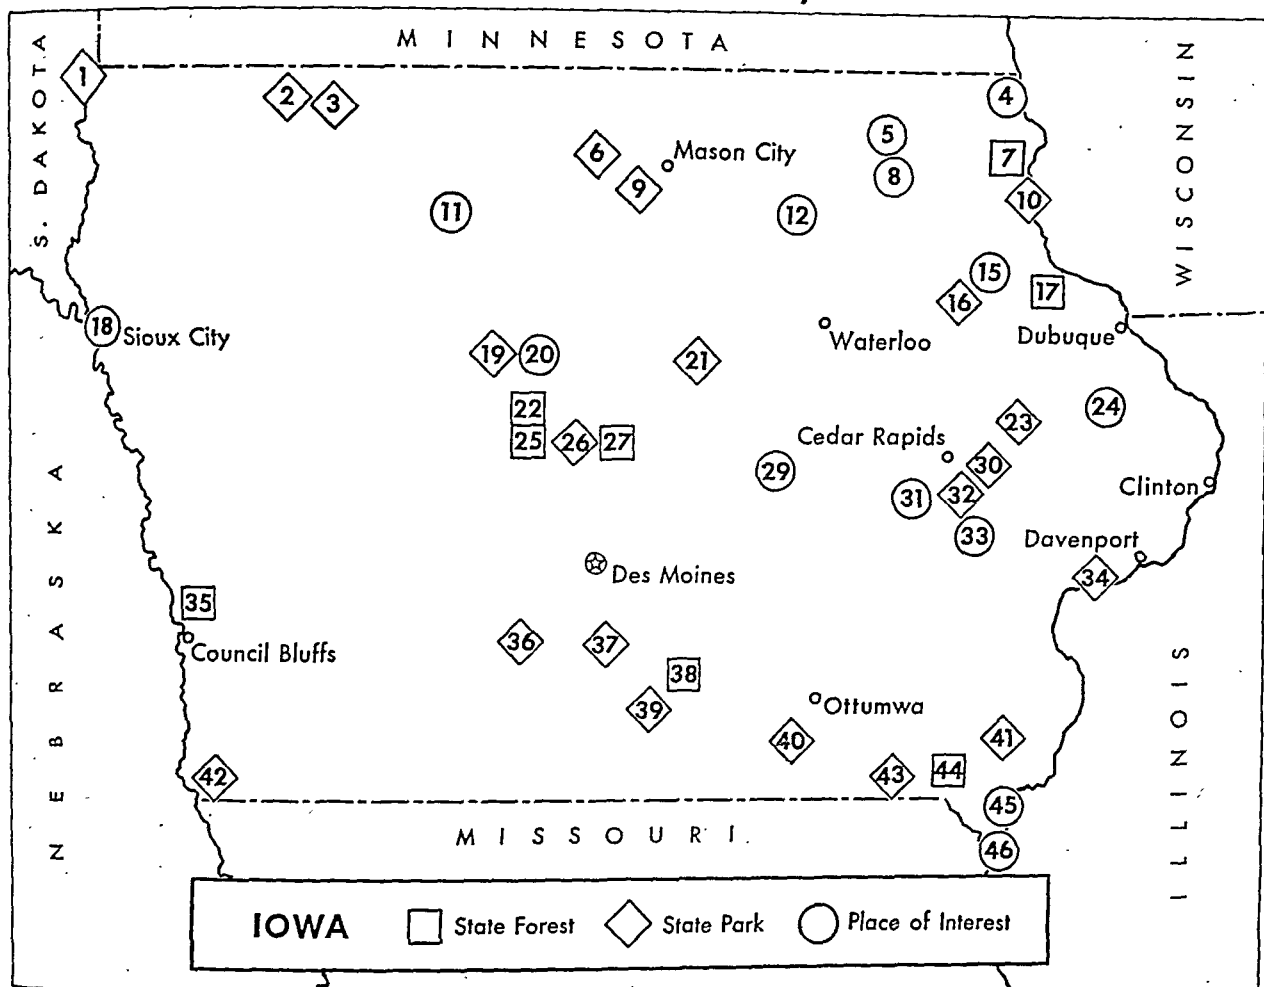 MINNESOTA
S. DAKOTA
WISCONSIN
1
2
3
4
5
6
Mason City
7
8
9
10
11
12
15
16
17
18
Sioux City
Waterloo
Dubuque
19
20
21
22
23
24
25
26
27
Cedar Rapids
29
30
31
32
Clinton
33
Davenport
34
Des Moines
NEBRASKA
35
Council Bluffs
36
37
38
39
Ottumwa
40
41
42
43
44
45
46
ILLINOIS
MISSOURI
IOWA State Forest State Park Place of Interest